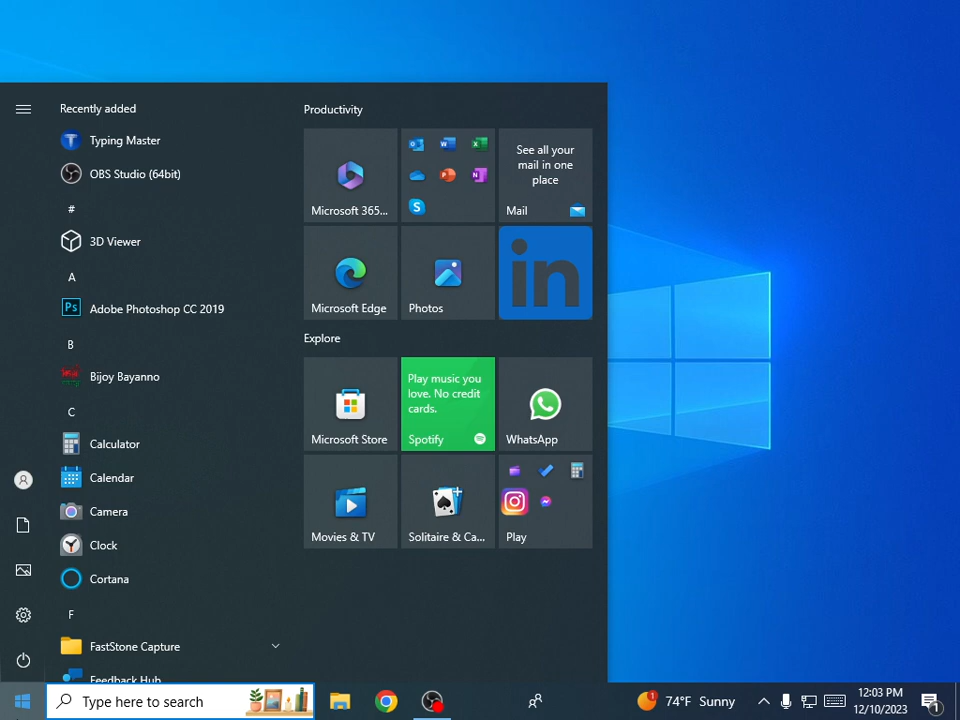 Recently added
Typing Master
OBS Studio (64bit)
#
3D Viewer
A
Adobe Photoshop CC 2019
B
Bijoy Bayanno
C
Calculator
Calendar
Camera
Clock
Cortana
F
FastStone Capture
Feedback Hub
Productivity
Microsoft 365...
See all your
mail in one
place
Mail
Microsoft Edge
Photos
in
Explore
Microsoft Store
Play music you
love. No credit
cards.
Spotify
WhatsApp
Movies & TV
Solitaire & Ca...
Play
Type here to search
1
74°F Sunny
12:03 PM
12/10/2023
1